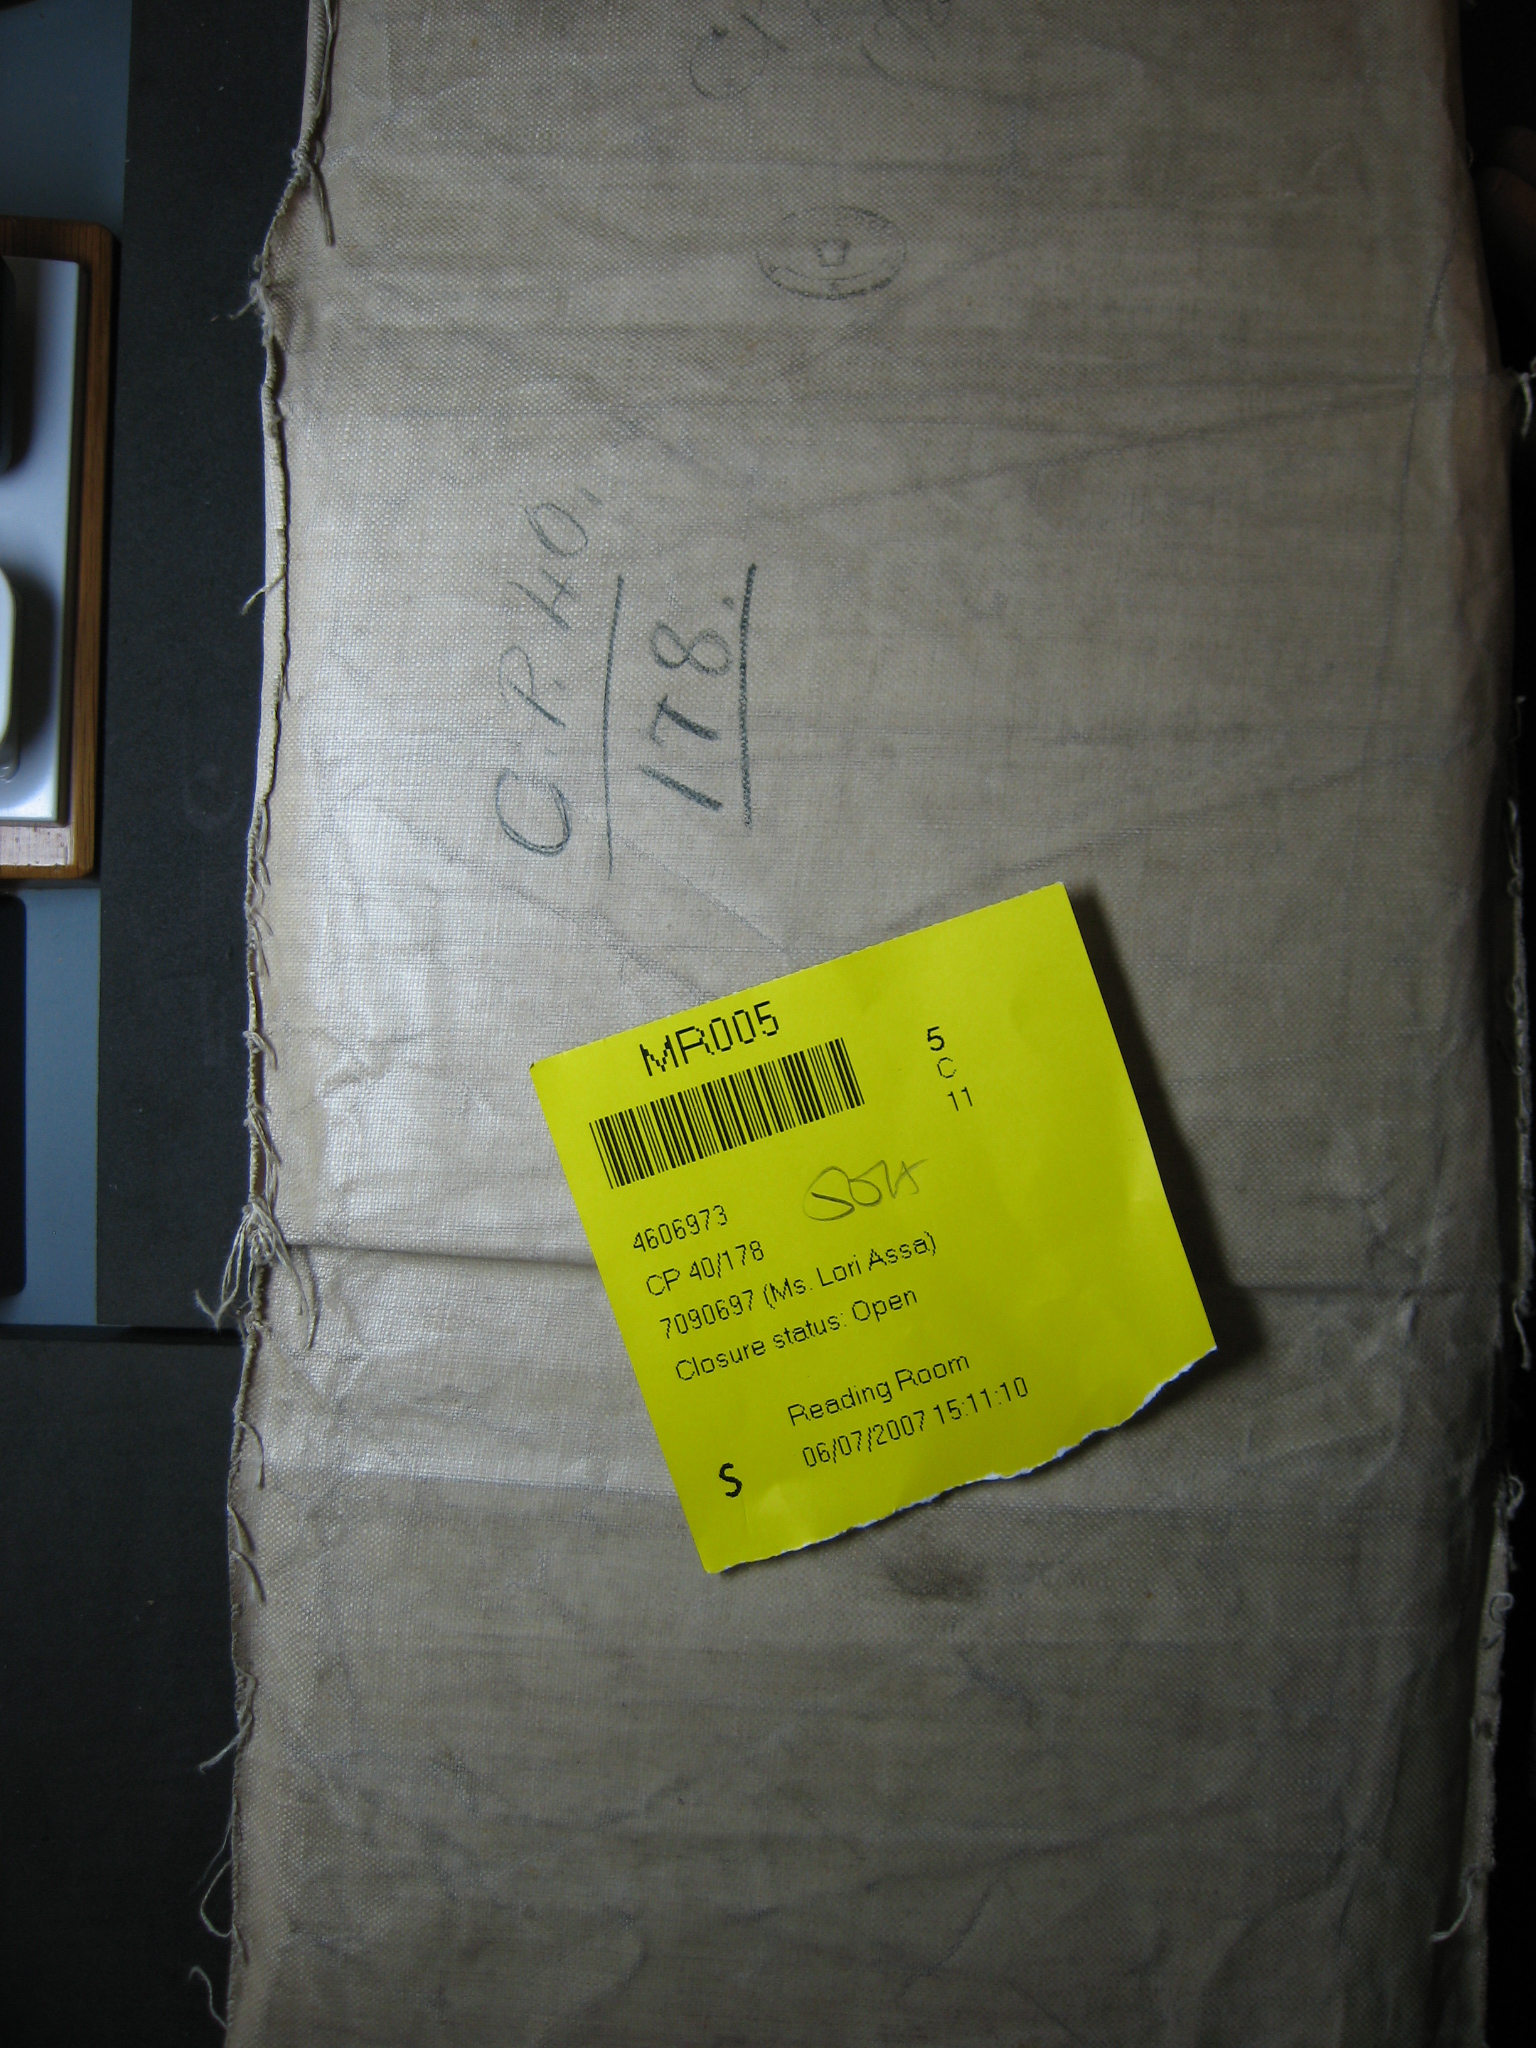 C.P. 40.
178.
MR005
5
C
11
4606973
CP 40/178
7090697 (Ms. Lori Assa)
Closure status: Open
Reading Room
06/07/2007 15:11:10
S